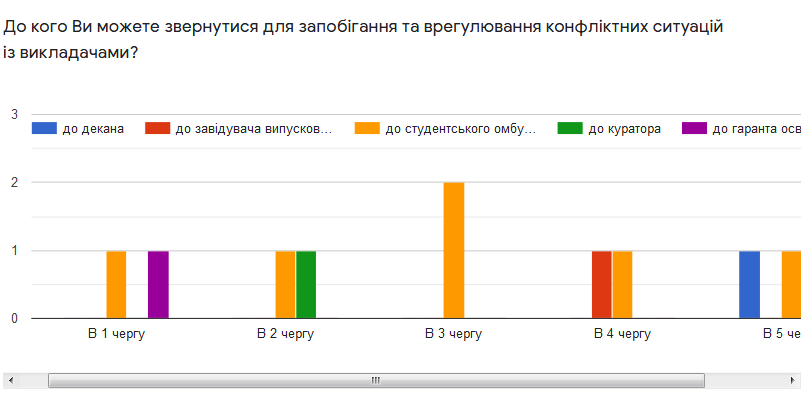 До кого Ви можете звернутися для запобігання та врегулювання конфліктних ситуацій
із викладачами?
3
до декана до завідувача випусков... до студентського омбу... до куратора до гаранта осв
2
1
0
В 1 чергу В 2 чергу В 3 чергу В 4 чергу В 5 че